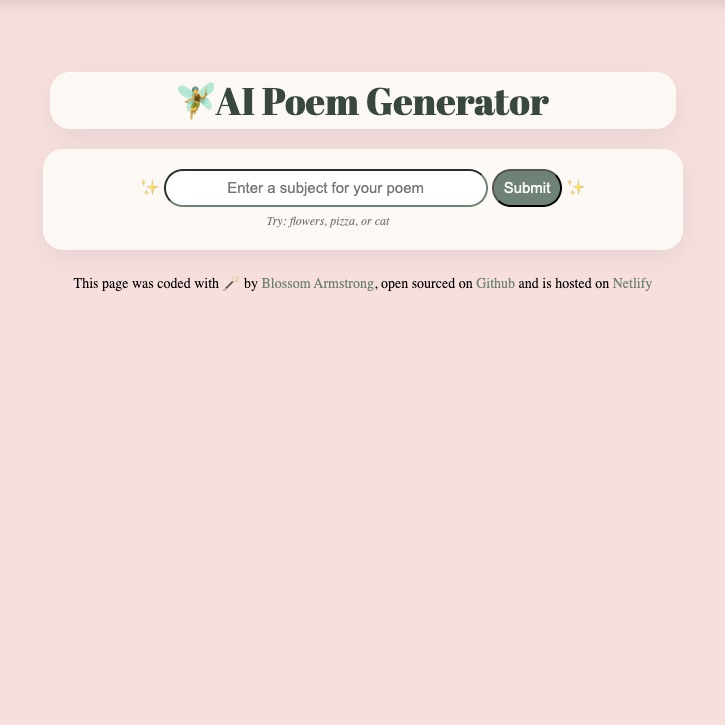 🧚AI Poem Generator
✨ Enter a subject for your poem Submit ✨
Try: flowers, pizza, or cat
This page was coded with 🪄 by Blossom Armstrong, open sourced on Github and is hosted on Netlify